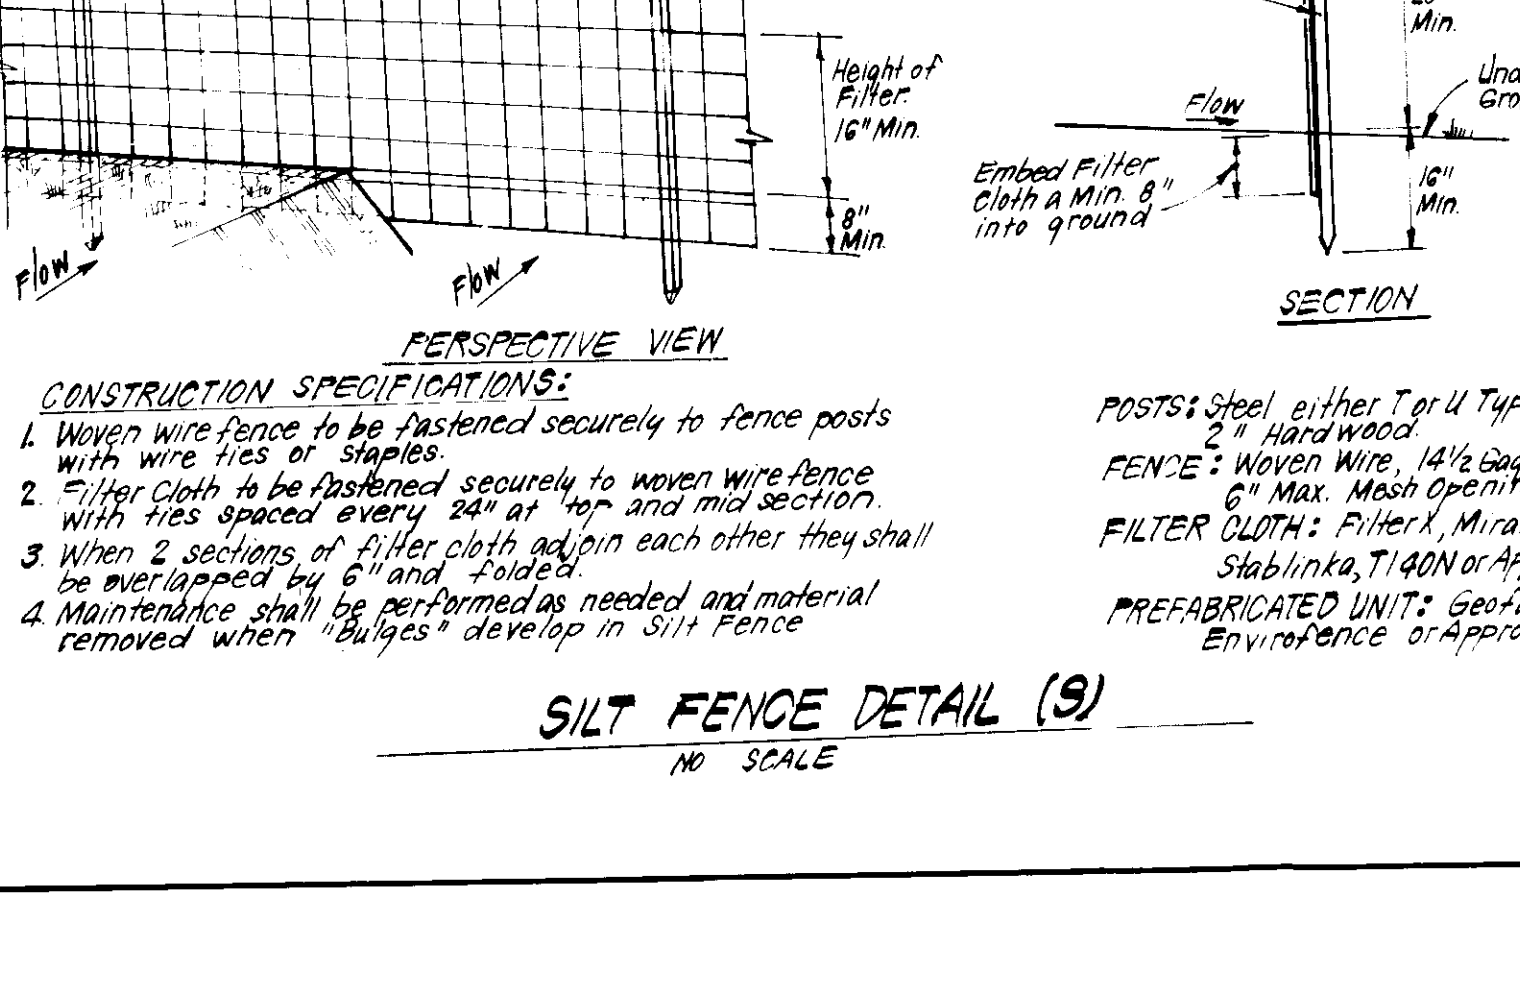 Min.
Height of
Filter.
16" Min.
8"
Min.
Flow
Flow
PERSPECTIVE VIEW
Flow
Embed Filter
Cloth a Min. 8"
into ground
16"
Min.
SECTION
CONSTRUCTION SPECIFICATIONS:
1. Woven wire fence to be fastened securely to fence posts
with wire ties or staples.
2. Filter Cloth to be fastened securely to woven wire fence
with ties spaced every 24" at top and mid section.
3. When 2 sections of filter cloth adjoin each other they shall
be overlapped by 6" and folded.
4. Maintenance shall be performed as needed and material
removed when "Bulges" develop in Silt Fence
POSTS: Steel either T or U Typ
2" Hardwood.
FENCE: Woven Wire, 14 1/2 Gag
6" Max. Mesh Openin
FILTER CLOTH: Filter X, Mira
Stablinka, T140N or Ap
PREFABRICATED UNIT: Geof
Envirofence or Appro
SILT FENCE DETAIL (S)
NO SCALE